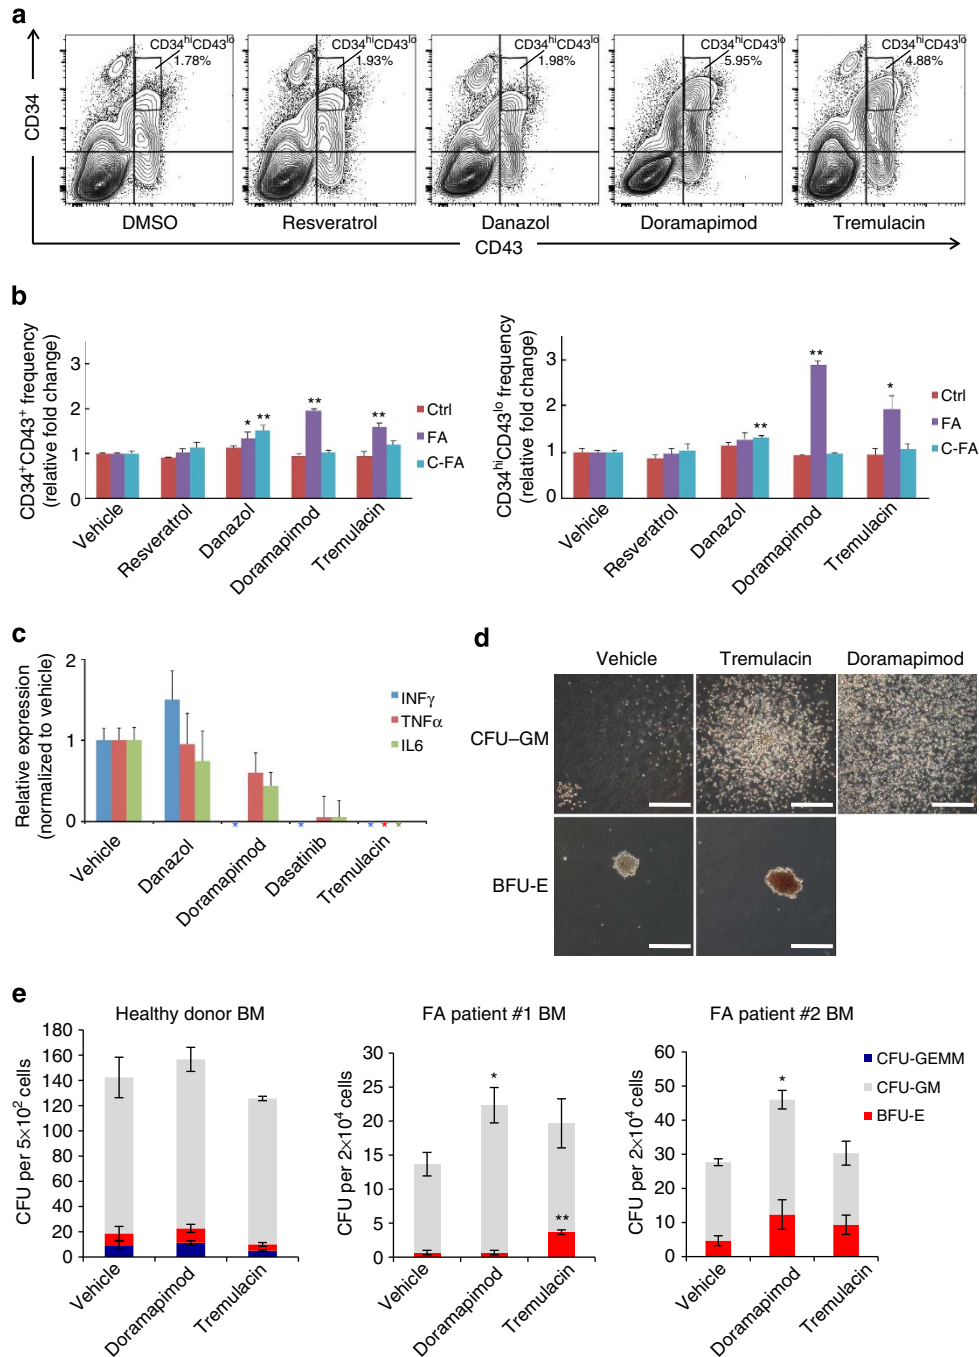 a
CD34
CD34hiCD43lo
1.78%
CD34hiCD43lo
1.93%
CD34hiCD43lo
1.98%
CD34hiCD43lo
5.95%
CD34hiCD43lo
4.88%
DMSO
Resveratrol
Danazol
Doramapimod
Tremulacin
CD43
b
CD34+CD43+ frequency
(relative fold change)
3
2
1
0
** ** ** *
Vehicle
Resveratrol
Danazol
Doramapimod
Tremulacin
Ctrl
FA
C-FA
CD34hiCD43lo frequency
(relative fold change)
3
2
1
0
** ** *
Vehicle
Resveratrol
Danazol
Doramapimod
Tremulacin
Ctrl
FA
C-FA
c
Relative expression
(normalized to vehicle)
2
1
0
* * * * *
Vehicle
Danazol
Doramapimod
Dasatinib
Tremulacin
INFγ
TNFα
IL6
d
Vehicle
Tremulacin
Doramapimod
CFU–GM
BFU-E
e
Healthy donor BM
CFU per 5×10² cells
180
160
140
120
100
80
60
40
20
0
Vehicle
Doramapimod
Tremulacin
FA patient #1 BM
CFU per 2×10⁴ cells
30
25
20
15
10
5
0
*
**
Vehicle
Doramapimod
Tremulacin
FA patient #2 BM
CFU per 2×10⁴ cells
60
50
40
30
20
10
0
*
Vehicle
Doramapimod
Tremulacin
CFU-GEMM
CFU-GM
BFU-E